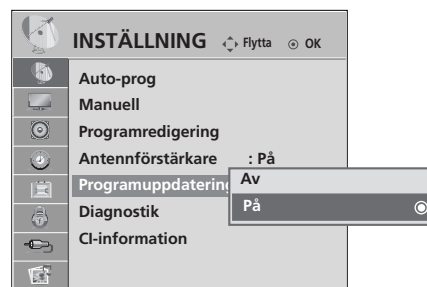 INSTÄLLNING Flytta OK
Auto-prog
Manuell
Programredigering
Antennförstärkare : På
Programuppdatering
Av
På
Diagnostik
CI-information